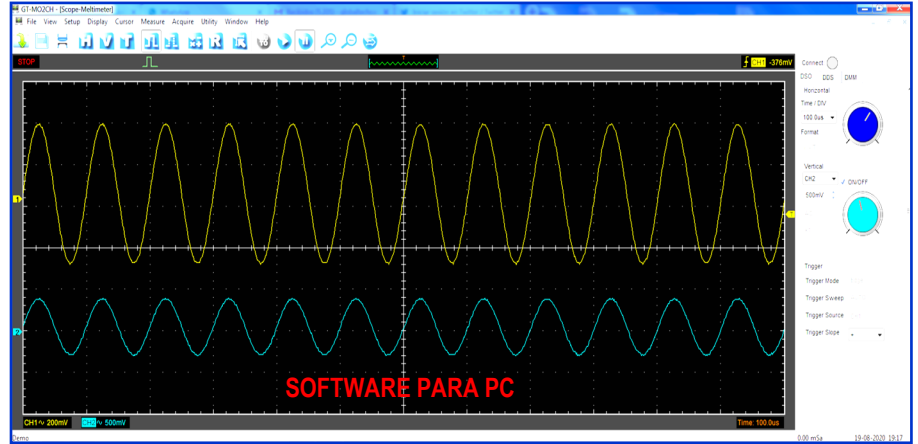 GT-MO2CH - [Scope-Meltimeter]
File View Setup Display Cursor Measure Acquire Utility Window Help
H V T R
STOP
T
CH1 -376mV
Connect
DSO DDS DMM
Horizontal
Time / DIV
100.0us
Format
Vertical
CH2 ✓ ON/OFF
500mV
1
T
Trigger
Trigger Mode
Trigger Sweep
Trigger Source
Trigger Slope
2
SOFTWARE PARA PC
CH1∿ 200mV CH2∿ 500mV Time: 100.0us
Demo 0.00 mSa 19-08-2020 19:17